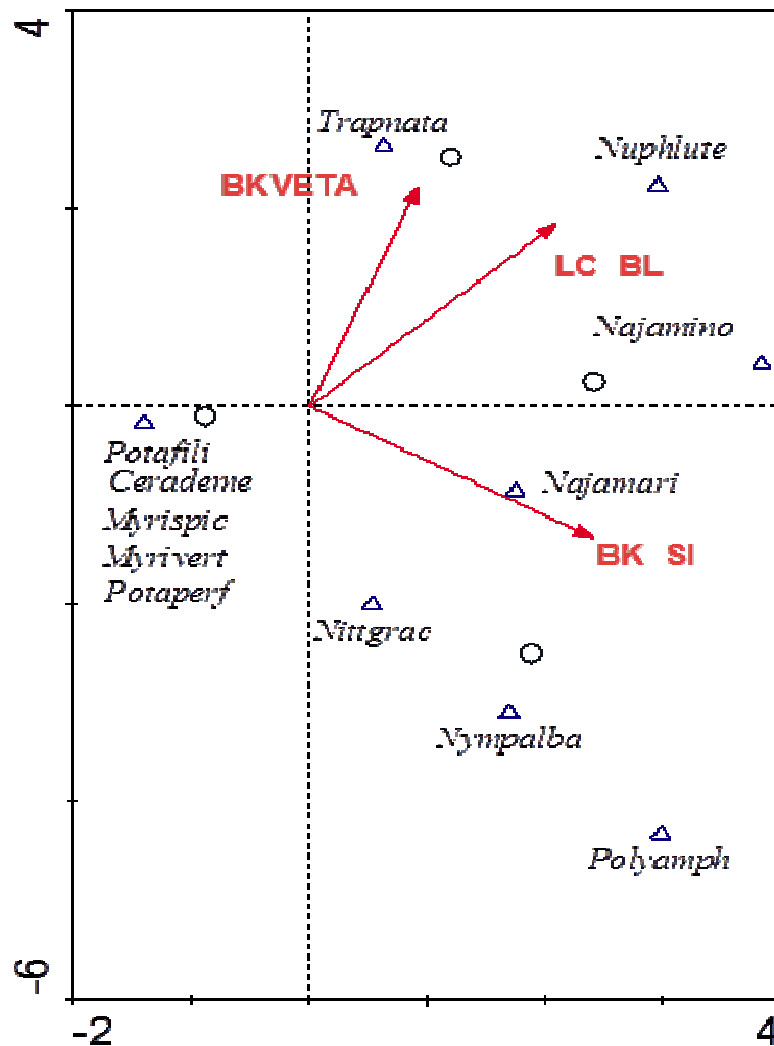 4
Trapnata
Nuphlute
BKVETA
LC BL
Najamino
Potafili
Cerademe
Najamari
Myrispic
BK SI
Myrivert
Potaperf
Nittgrac
Nympalba
Polyamph
-6
-2 4